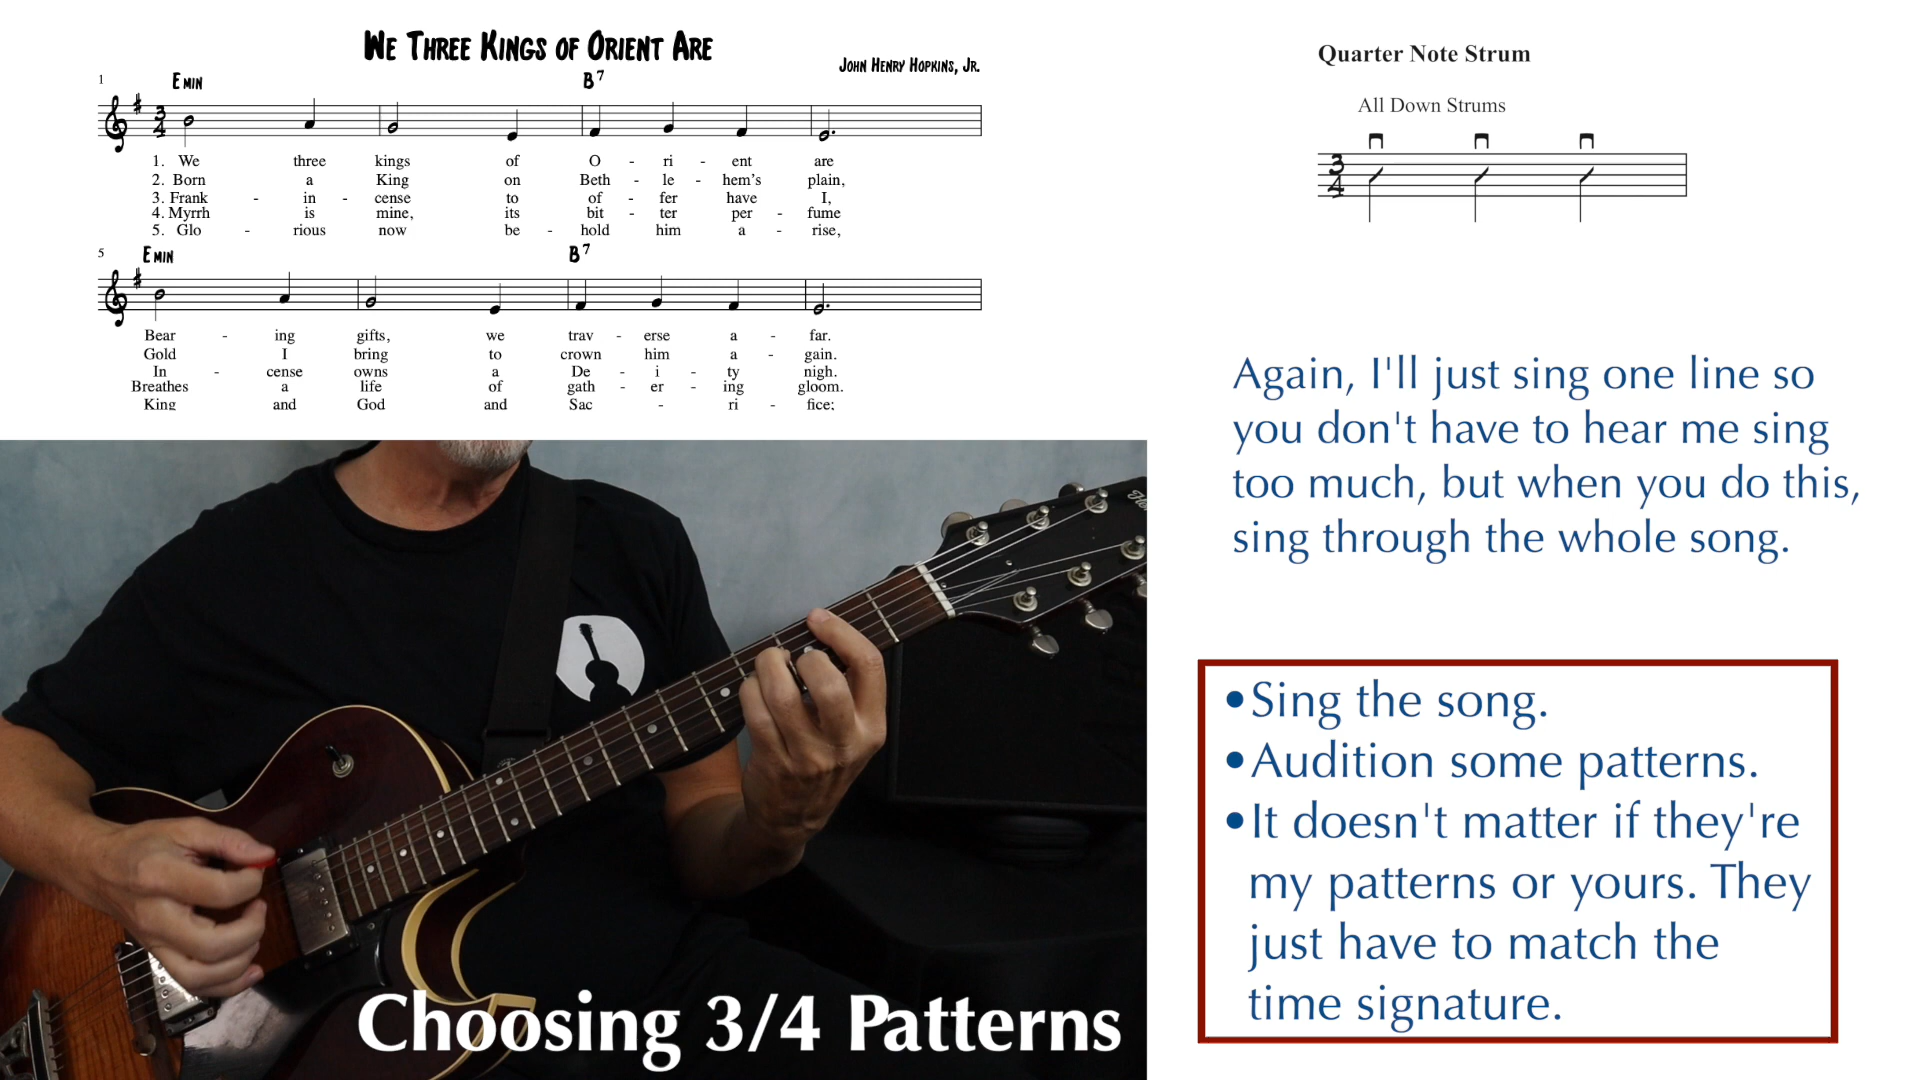 We Three Kings of Orient Are
John Henry Hopkins, Jr.
1
E min B7
3 4
1. We three kings of O - ri - ent are
2. Born a King on Beth - le - hem's plain,
3. Frank - in - cense to of - fer have I,
4. Myrrh is mine, its bit - ter per - fume
5. Glo - rious now be - hold him a - rise,
5
E min B7
Bear - ing gifts, we trav - erse a - far.
Gold I bring to crown him a - gain.
In - cense owns a De - i - ty nigh.
Breathes a life of gath - er - ing gloom.
King and God and Sac - ri - fice;
Quarter Note Strum
All Down Strums
3 4
Again, I'll just sing one line so
you don't have to hear me sing
too much, but when you do this,
sing through the whole song.
•Sing the song.
•Audition some patterns.
•It doesn't matter if they're
my patterns or yours. They
just have to match the
time signature.
Choosing 3/4 Patterns